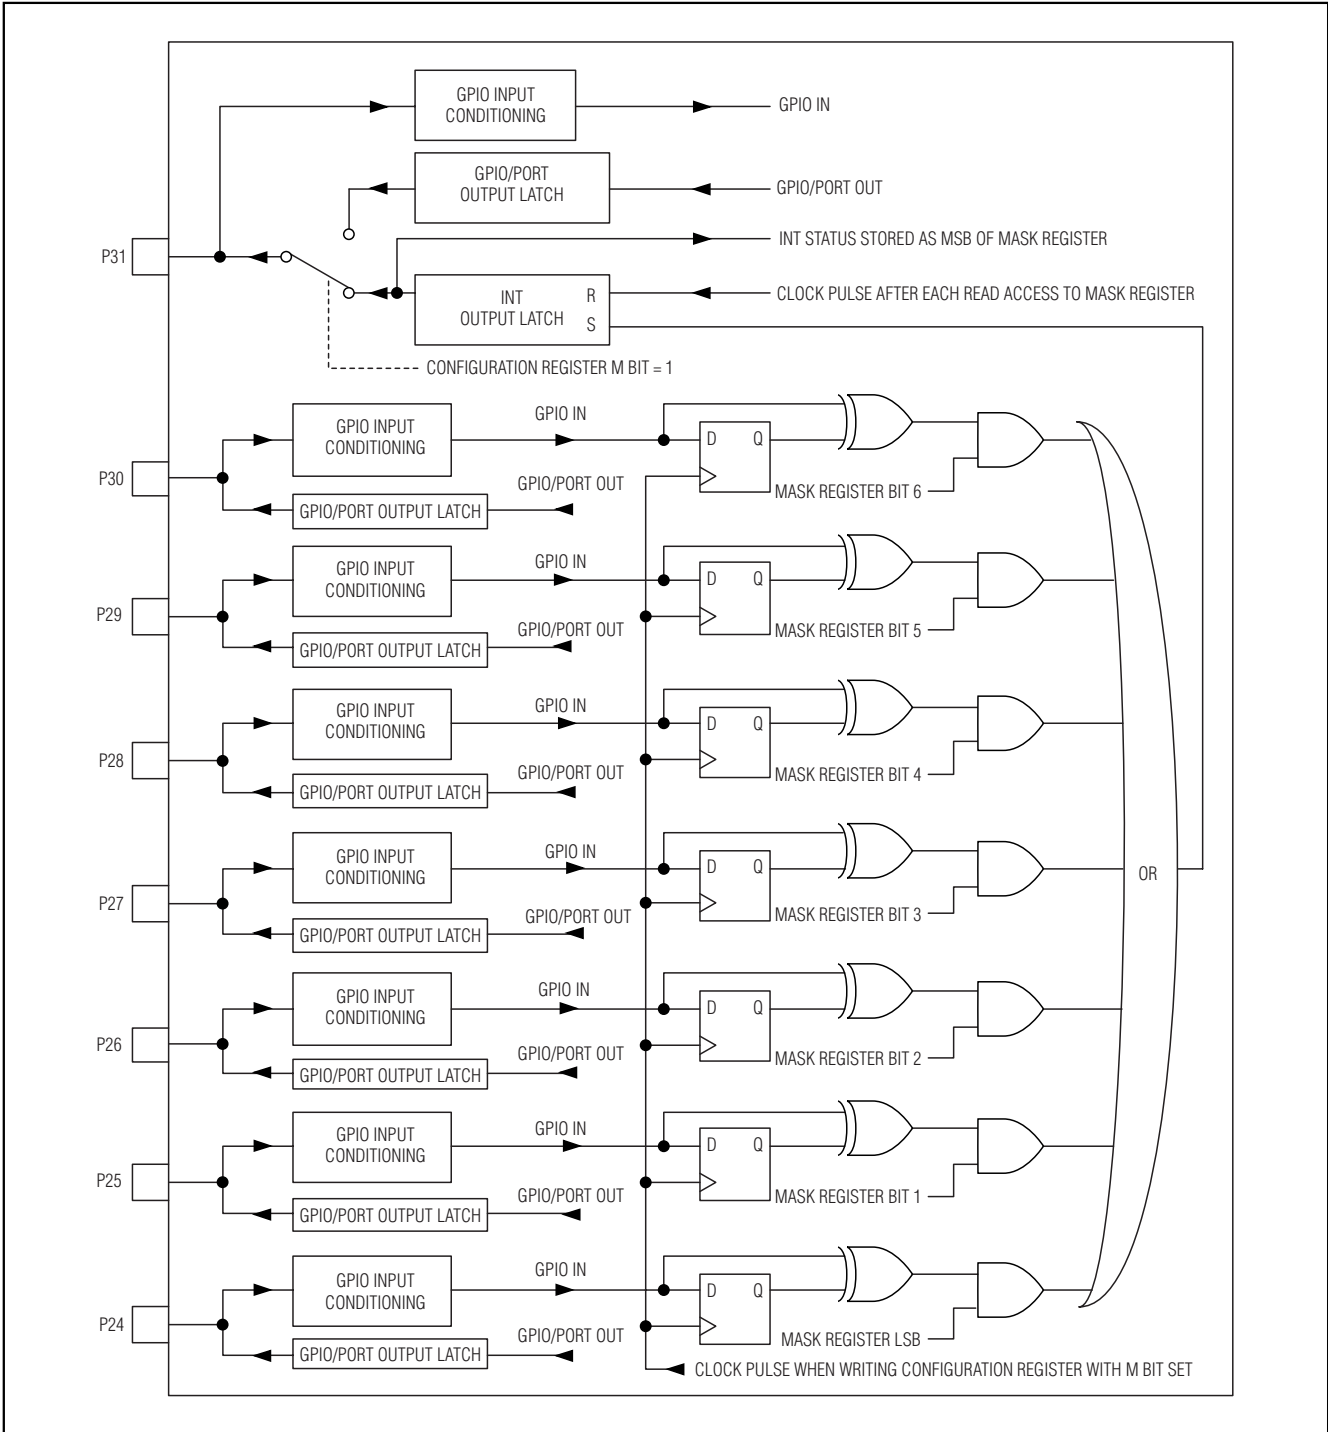 GPIO INPUT
CONDITIONING
GPIO IN
GPIO/PORT
OUTPUT LATCH
GPIO/PORT OUT
INT STATUS STORED AS MSB OF MASK REGISTER
P31
INT
OUTPUT LATCH
R
S
CLOCK PULSE AFTER EACH READ ACCESS TO MASK REGISTER
CONFIGURATION REGISTER M BIT = 1
P30
GPIO INPUT
CONDITIONING
GPIO IN
GPIO/PORT OUT
GPIO/PORT OUTPUT LATCH
D Q
MASK REGISTER BIT 6
P29
GPIO INPUT
CONDITIONING
GPIO IN
GPIO/PORT OUT
GPIO/PORT OUTPUT LATCH
D Q
MASK REGISTER BIT 5
P28
GPIO INPUT
CONDITIONING
GPIO IN
GPIO/PORT OUT
GPIO/PORT OUTPUT LATCH
D Q
MASK REGISTER BIT 4
P27
GPIO INPUT
CONDITIONING
GPIO IN
GPIO/PORT OUT
GPIO/PORT OUTPUT LATCH
D Q
MASK REGISTER BIT 3
OR
P26
GPIO INPUT
CONDITIONING
GPIO IN
GPIO/PORT OUT
GPIO/PORT OUTPUT LATCH
D Q
MASK REGISTER BIT 2
P25
GPIO INPUT
CONDITIONING
GPIO IN
GPIO/PORT OUT
GPIO/PORT OUTPUT LATCH
D Q
MASK REGISTER BIT 1
P24
GPIO INPUT
CONDITIONING
GPIO IN
GPIO/PORT OUT
GPIO/PORT OUTPUT LATCH
D Q
MASK REGISTER LSB
CLOCK PULSE WHEN WRITING CONFIGURATION REGISTER WITH M BIT SET